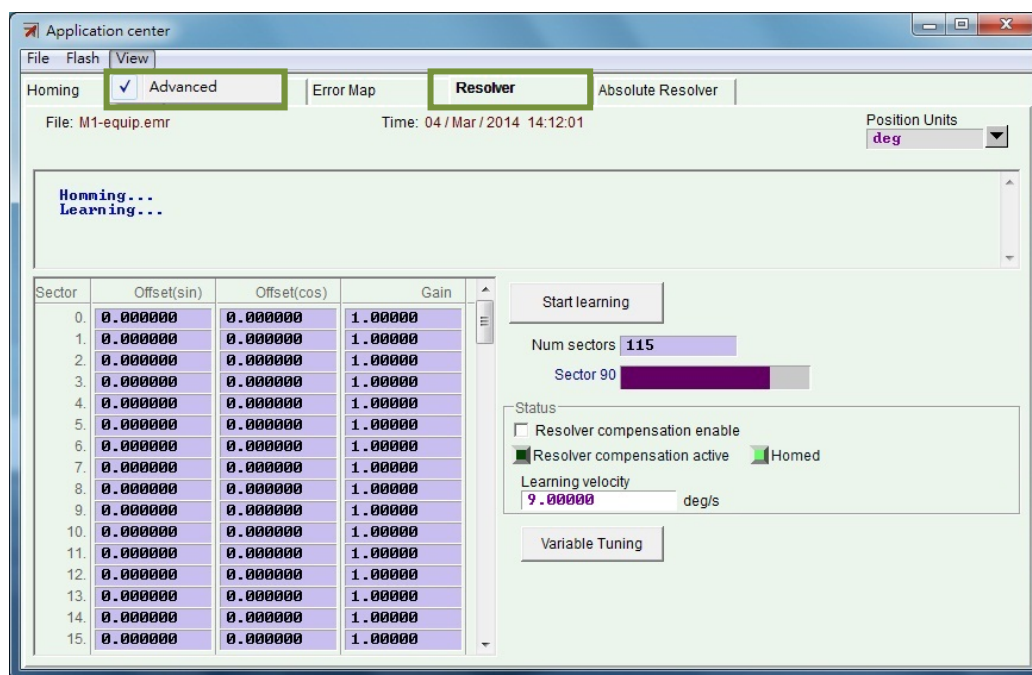 Application center
File Flash View
Advanced
Homing Error Map Resolver Absolute Resolver
File: M1-equip.emr Time: 04 / Mar / 2014 14:12:01 Position Units
deg
Homming...
Learning...
Sector Offset(sin) Offset(cos) Gain
0. 0.000000 0.000000 1.00000
1. 0.000000 0.000000 1.00000
2. 0.000000 0.000000 1.00000
3. 0.000000 0.000000 1.00000
4. 0.000000 0.000000 1.00000
5. 0.000000 0.000000 1.00000
6. 0.000000 0.000000 1.00000
7. 0.000000 0.000000 1.00000
8. 0.000000 0.000000 1.00000
9. 0.000000 0.000000 1.00000
10. 0.000000 0.000000 1.00000
11. 0.000000 0.000000 1.00000
12. 0.000000 0.000000 1.00000
13. 0.000000 0.000000 1.00000
14. 0.000000 0.000000 1.00000
15. 0.000000 0.000000 1.00000
Start learning
Num sectors 115
Sector 90
Status
Resolver compensation enable
Resolver compensation active Homed
Learning velocity
9.00000 deg/s
Variable Tuning